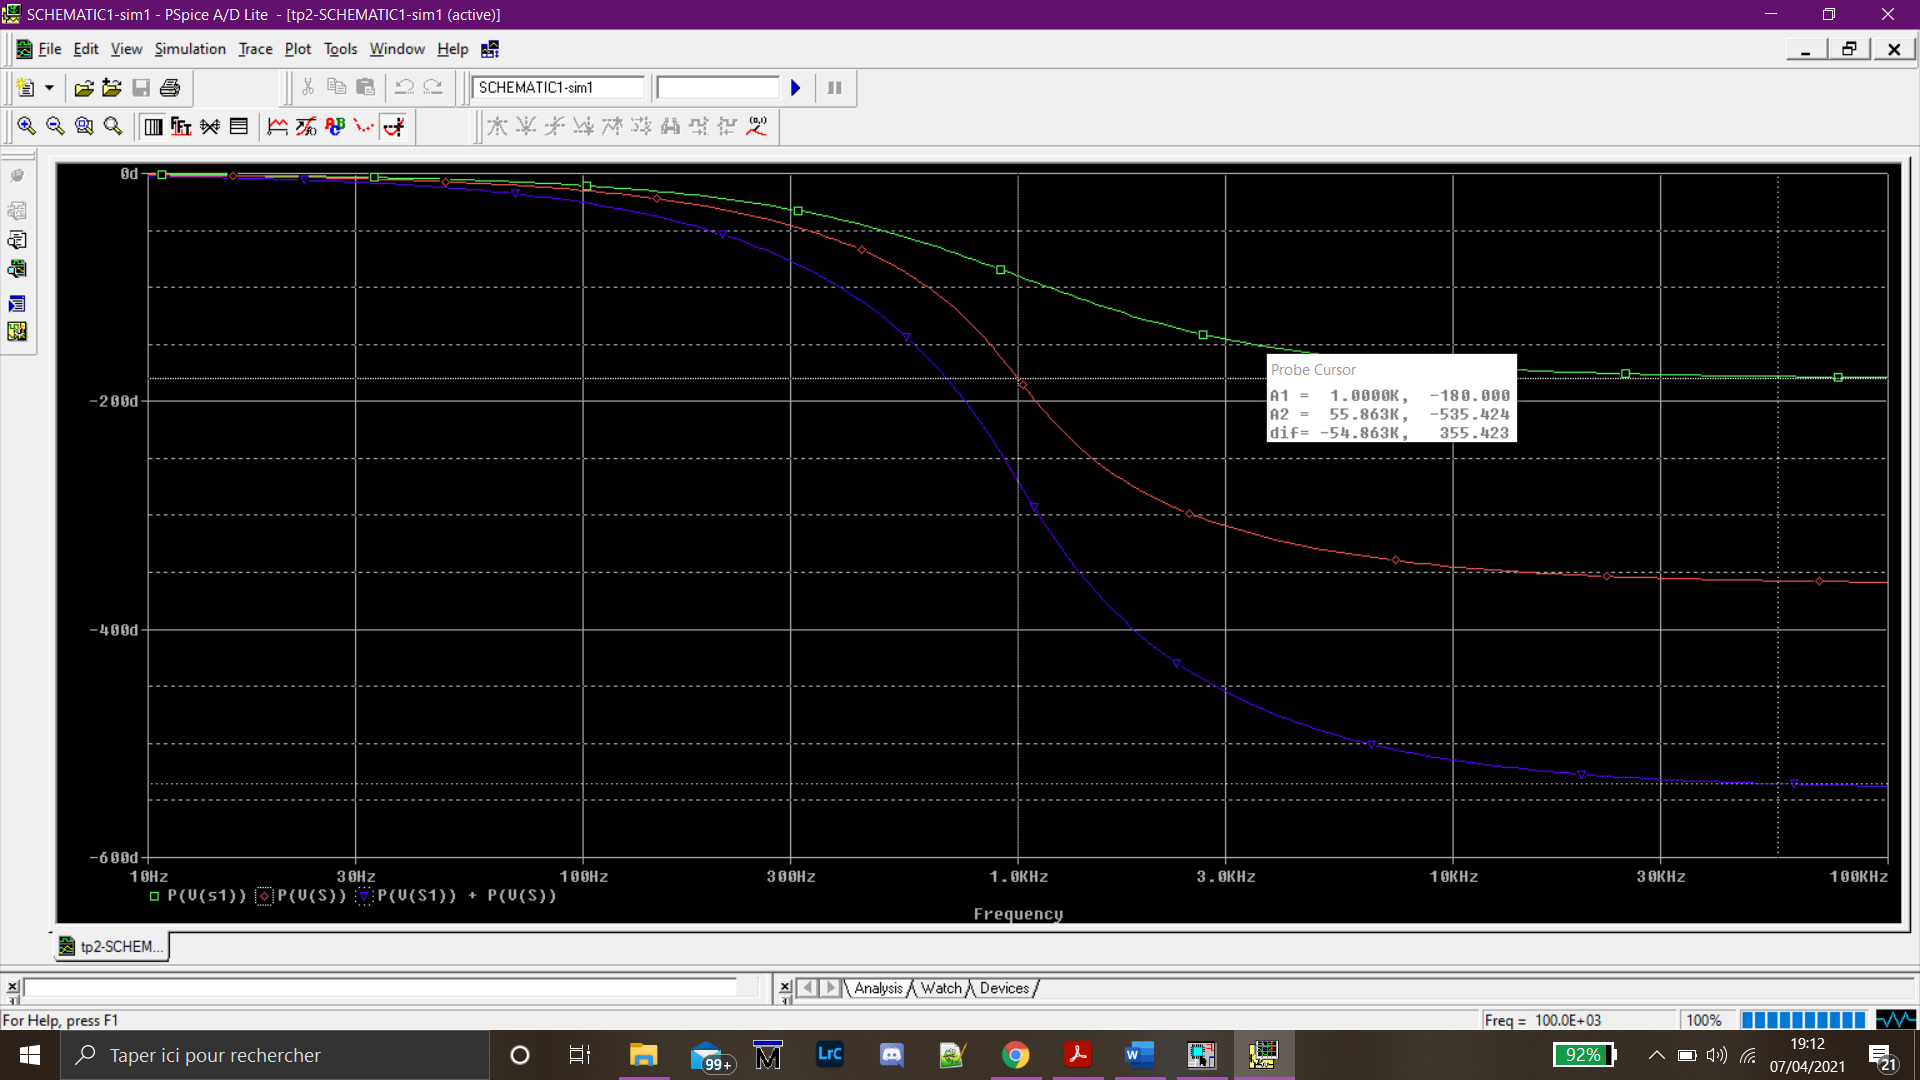 SCHEMATIC1-sim1 - PSpice A/D Lite - [tp2-SCHEMATIC1-sim1 (active)]
File Edit View Simulation Trace Plot Tools Window Help
SCHEMATIC1-sim1
0d
-200d
-400d
-600d
Probe Cursor
A1 = 1.0000K, -180.000
A2 = 55.863K, -535.424
dif= -54.863K, 355.423
10Hz 30Hz 100Hz 300Hz 1.0KHz 3.0KHz 10KHz 30KHz 100KHz
P(V(s1)) P(V(S)) P(V(S1)) + P(V(S))
Frequency
tp2-SCHEM...
Analysis Watch Devices
For Help, press F1
Freq = 100.0E+03 100%
Taper ici pour rechercher
99+
LrC
92%
19:12
07/04/2021
21